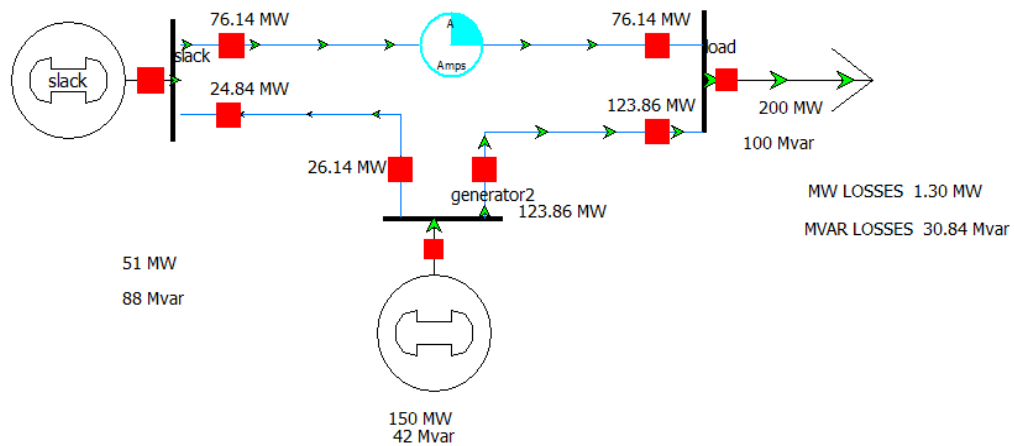 76.14 MW
A
76.14 MW
slack
load
slack
Amps
24.84 MW
123.86 MW
200 MW
100 Mvar
26.14 MW
generator2
MW LOSSES 1.30 MW
123.86 MW
MVAR LOSSES 30.84 Mvar
51 MW
88 Mvar
150 MW
42 Mvar